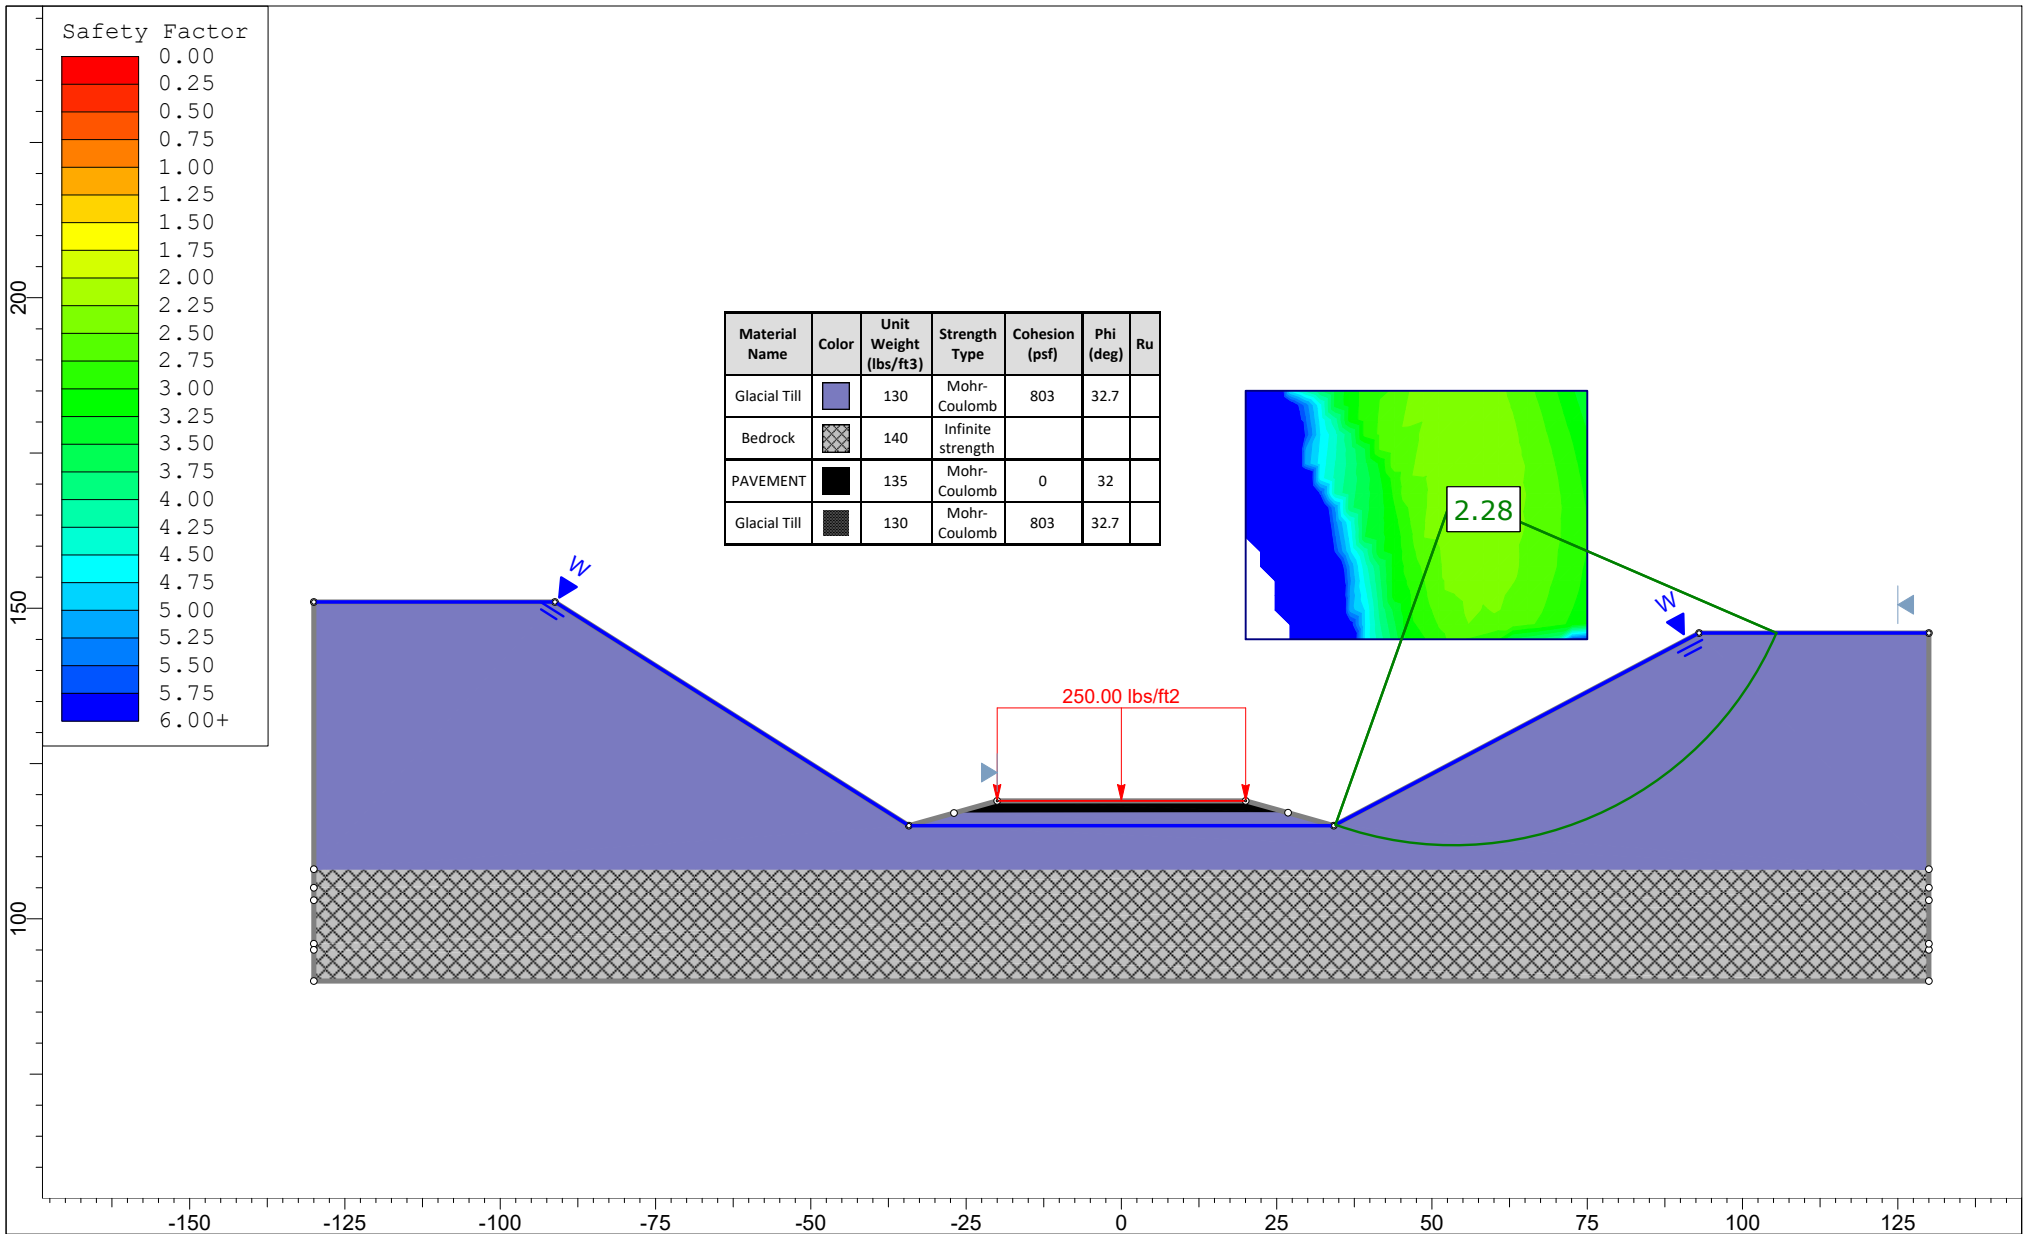 Safety Factor
0.00
0.25
0.50
0.75
1.00
1.25
1.50
1.75
2.00
2.25
2.50
2.75
3.00
3.25
3.50
3.75
4.00
4.25
4.50
4.75
5.00
5.25
5.50
5.75
6.00+
200
150
100
Material Name Color Unit Weight (lbs/ft3) Strength Type Cohesion (psf) Phi (deg) Ru
Glacial Till 130 Mohr-Coulomb 803 32.7
Bedrock 140 Infinite strength
PAVEMENT 135 Mohr-Coulomb 0 32
Glacial Till 130 Mohr-Coulomb 803 32.7
2.28
W
W
250.00 lbs/ft2
-150 -125 -100 -75 -50 -25 0 25 50 75 100 125